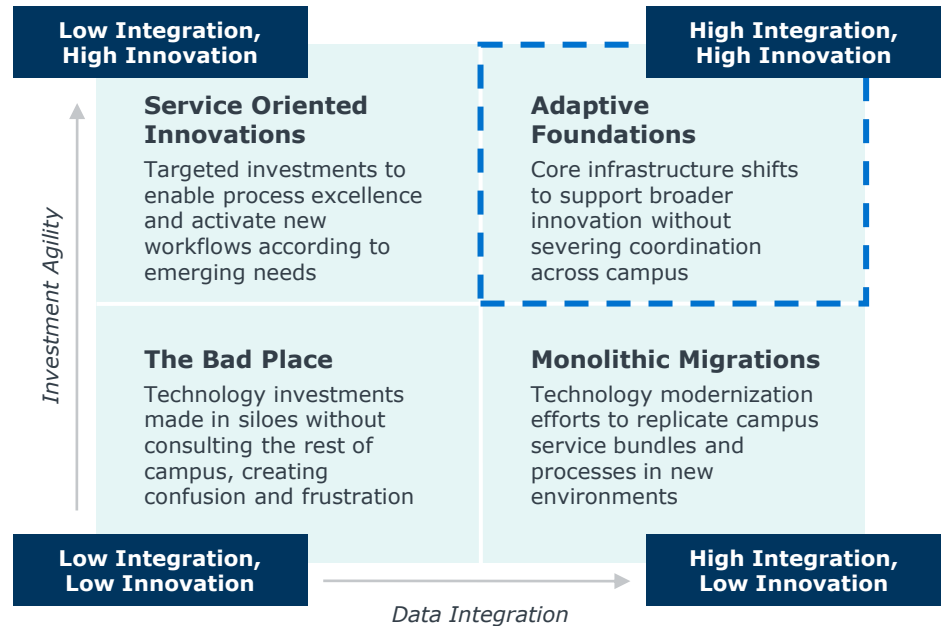 Low Integration,
High Innovation
High Integration,
High Innovation
Service Oriented
Innovations
Targeted investments to
enable process excellence
and activate new
workflows according to
emerging needs
Adaptive
Foundations
Core infrastructure shifts
to support broader
innovation without
severing coordination
across campus
Investment Agility
The Bad Place
Technology investments
made in siloes without
consulting the rest of
campus, creating
confusion and frustration
Monolithic Migrations
Technology modernization
efforts to replicate campus
service bundles and
processes in new
environments
Low Integration,
Low Innovation
High Integration,
Low Innovation
Data Integration